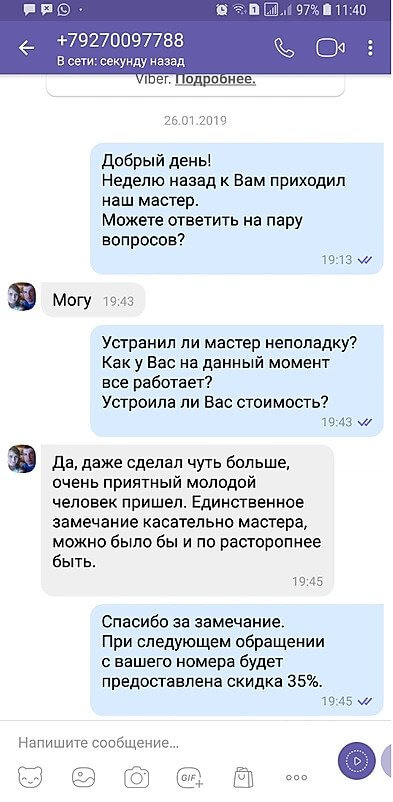 97% 11:40
+79270097788
В сети: секунду назад
Viber. Подробнее.
26.01.2019
Добрый день!
Неделю назад к Вам приходил
наш мастер.
Можете ответить на пару
вопросов?
19:13
Могу 19:43
Устранил ли мастер неполадку?
Как у Вас на данный момент
все работает?
Устроила ли Вас стоимость?
19:43
Да, даже сделал чуть больше,
очень приятный молодой
человек пришел. Единственное
замечание касательно мастера,
можно было бы и по расторопнее
быть.
19:45
Спасибо за замечание.
При следующем обращении
с вашего номера будет
предоставлена скидка 35%.
19:45
Напишите сообщение...
GIF